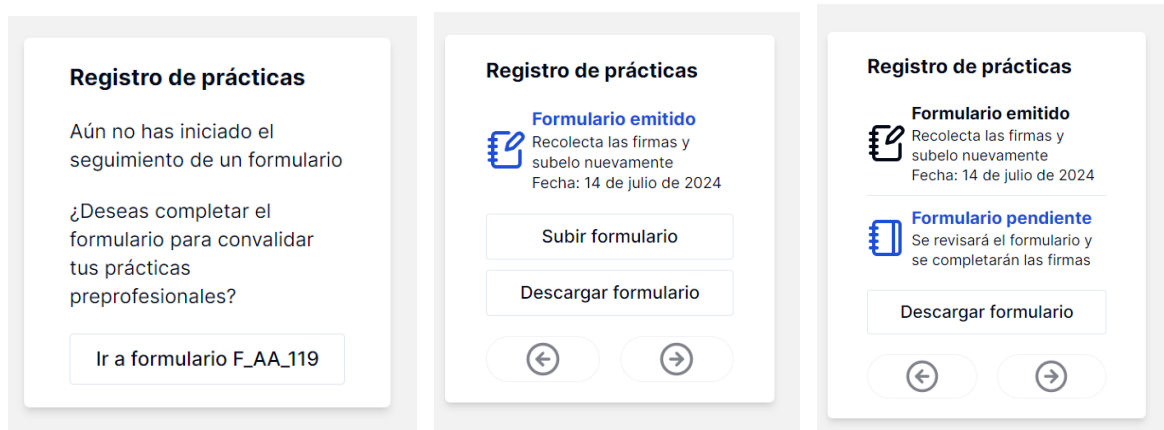 Registro de prácticas
Aún no has iniciado el
seguimiento de un formulario
¿Deseas completar el
formulario para convalidar
tus prácticas
preprofesionales?
Ir a formulario F_AA_119
Registro de prácticas
Formulario emitido
Recolecta las firmas y
subelo nuevamente
Fecha: 14 de julio de 2024
Subir formulario
Descargar formulario
Registro de prácticas
Formulario emitido
Recolecta las firmas y
subelo nuevamente
Fecha: 14 de julio de 2024
Formulario pendiente
Se revisará el formulario y
se completarán las firmas
Descargar formulario